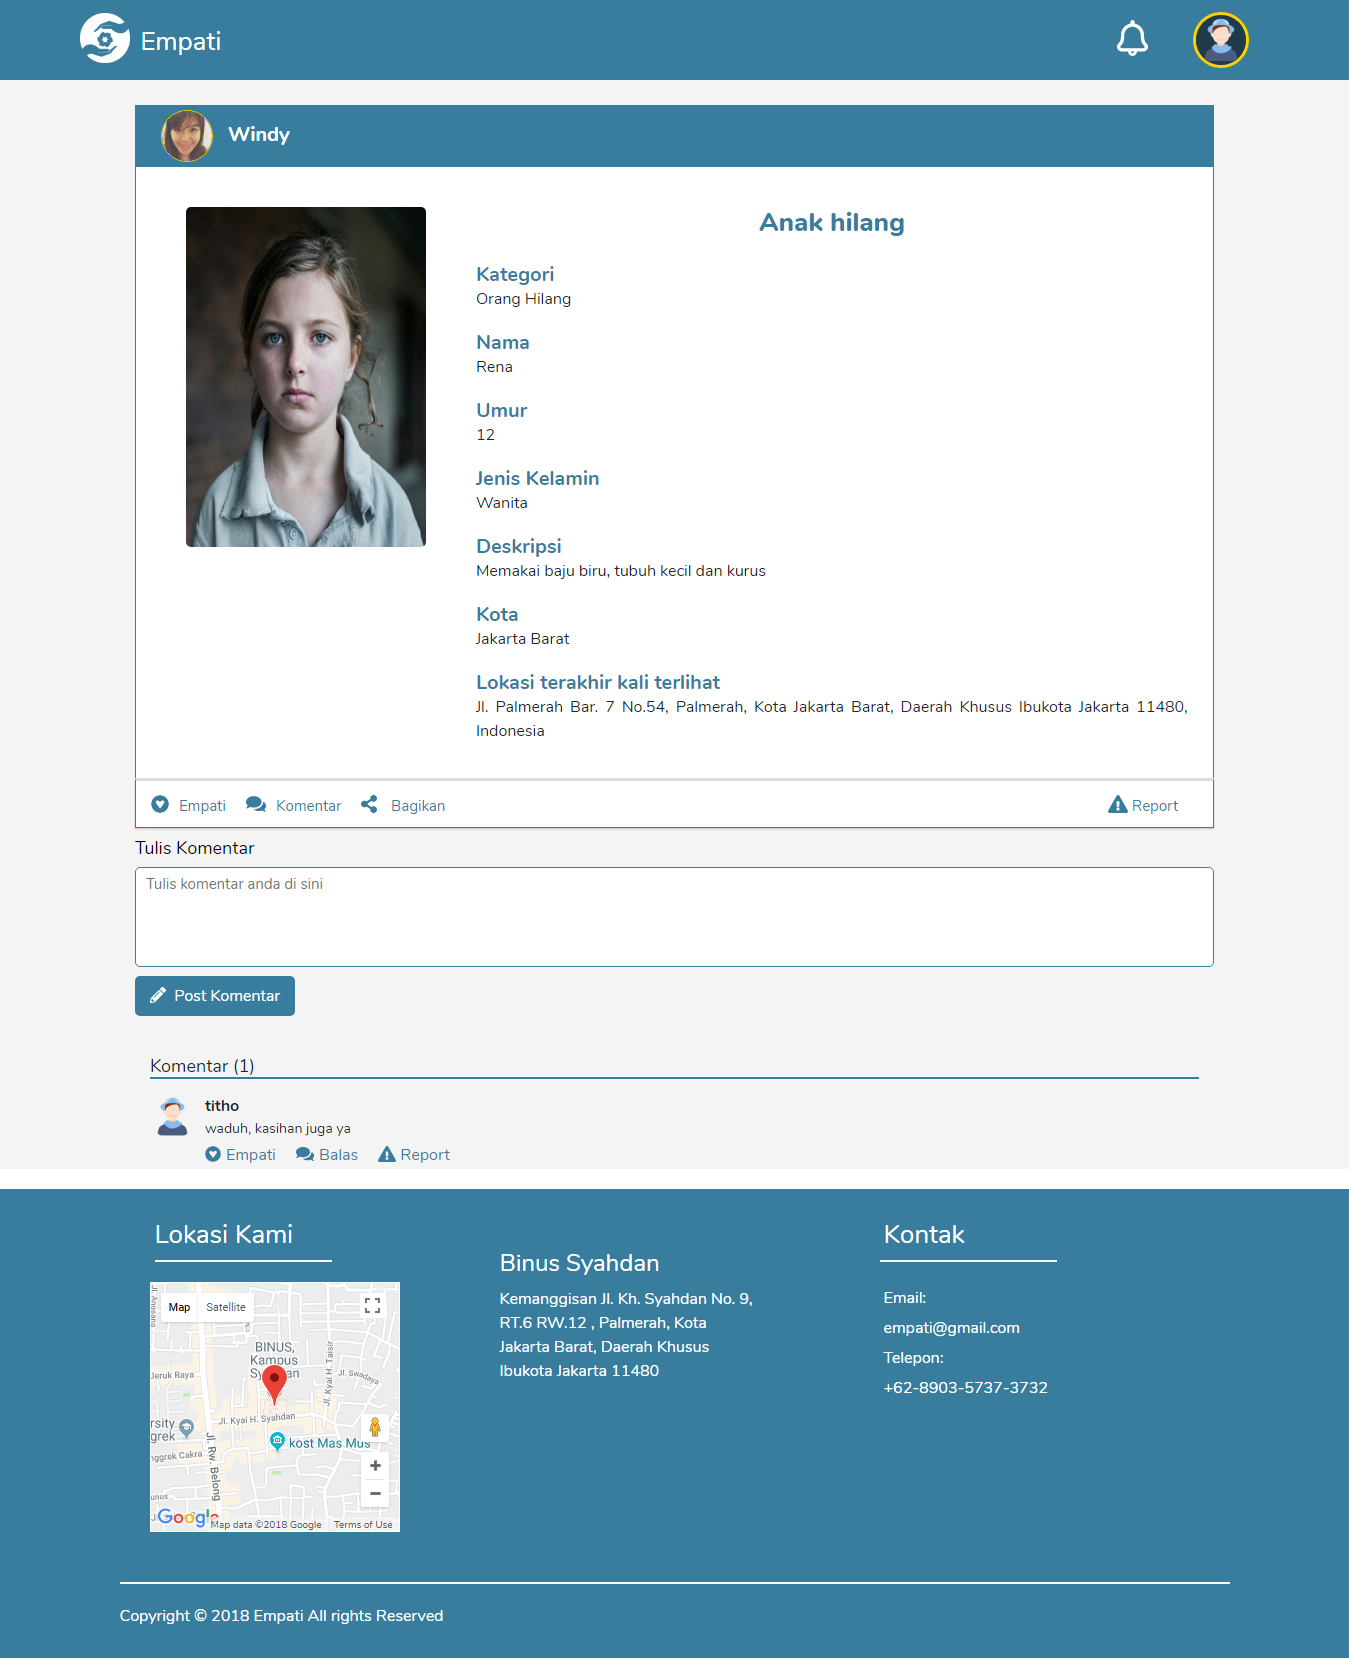 Empati
Windy
Anak hilang
Kategori
Orang Hilang
Nama
Rena
Umur
12
Jenis Kelamin
Wanita
Deskripsi
Memakai baju biru, tubuh kecil dan kurus
Kota
Jakarta Barat
Lokasi terakhir kali terlihat
Jl. Palmerah Bar. 7 No.54, Palmerah, Kota Jakarta Barat, Daerah Khusus Ibukota Jakarta 11480,
Indonesia
Empati Komentar Bagikan Report
Tulis Komentar
Tulis komentar anda di sini
Post Komentar
Komentar (1)
titho
waduh, kasihan juga ya
Empati Balas Report
Lokasi Kami
Map Satellite
BINUS,
Kampus
Jl. Kyai H. Taisir
Jeruk Raya
Jl. Swadaya
Jl. Kyai H. Syahdan
rsity
grek
kost Mas Mus
nggrek Cakra
Jl. Rw. Belong
unus
Google
Map data ©2018 Google Terms of Use
Binus Syahdan
Kemanggisan Jl. Kh. Syahdan No. 9,
RT.6 RW.12 , Palmerah, Kota
Jakarta Barat, Daerah Khusus
Ibukota Jakarta 11480
Kontak
Email:
empati@gmail.com
Telepon:
+62-8903-5737-3732
Copyright © 2018 Empati All rights Reserved